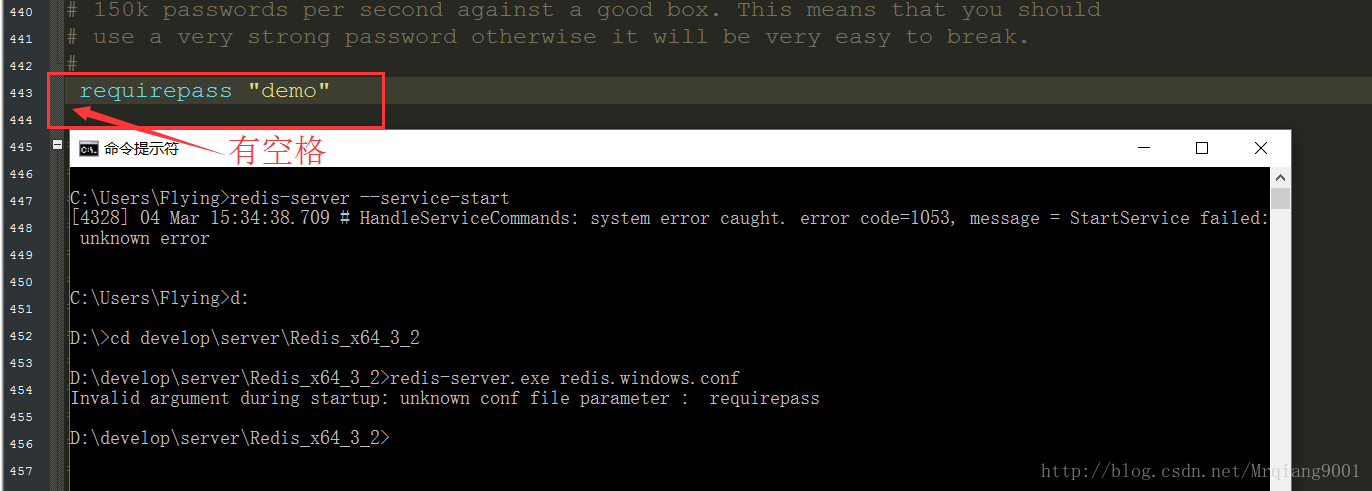 440 # 150k passwords per second against a good box. This means that you should
441 # use a very strong password otherwise it will be very easy to break.
442 #
443 requirepass "demo"
444
445
有空格
命令提示符
446
447 C:\Users\Flying>redis-server --service-start
[4328] 04 Mar 15:34:38.709 # HandleServiceCommands: system error caught. error code=1053, message = StartService failed:
448
unknown error
449
450
451 C:\Users\Flying>d:
452 D:\>cd develop\server\Redis_x64_3_2
453
454 D:\develop\server\Redis_x64_3_2>redis-server.exe redis.windows.conf
Invalid argument during startup: unknown conf file parameter :  requirepass
455
456 D:\develop\server\Redis_x64_3_2>
457
http://blog.csdn.net/Mrqiang9001